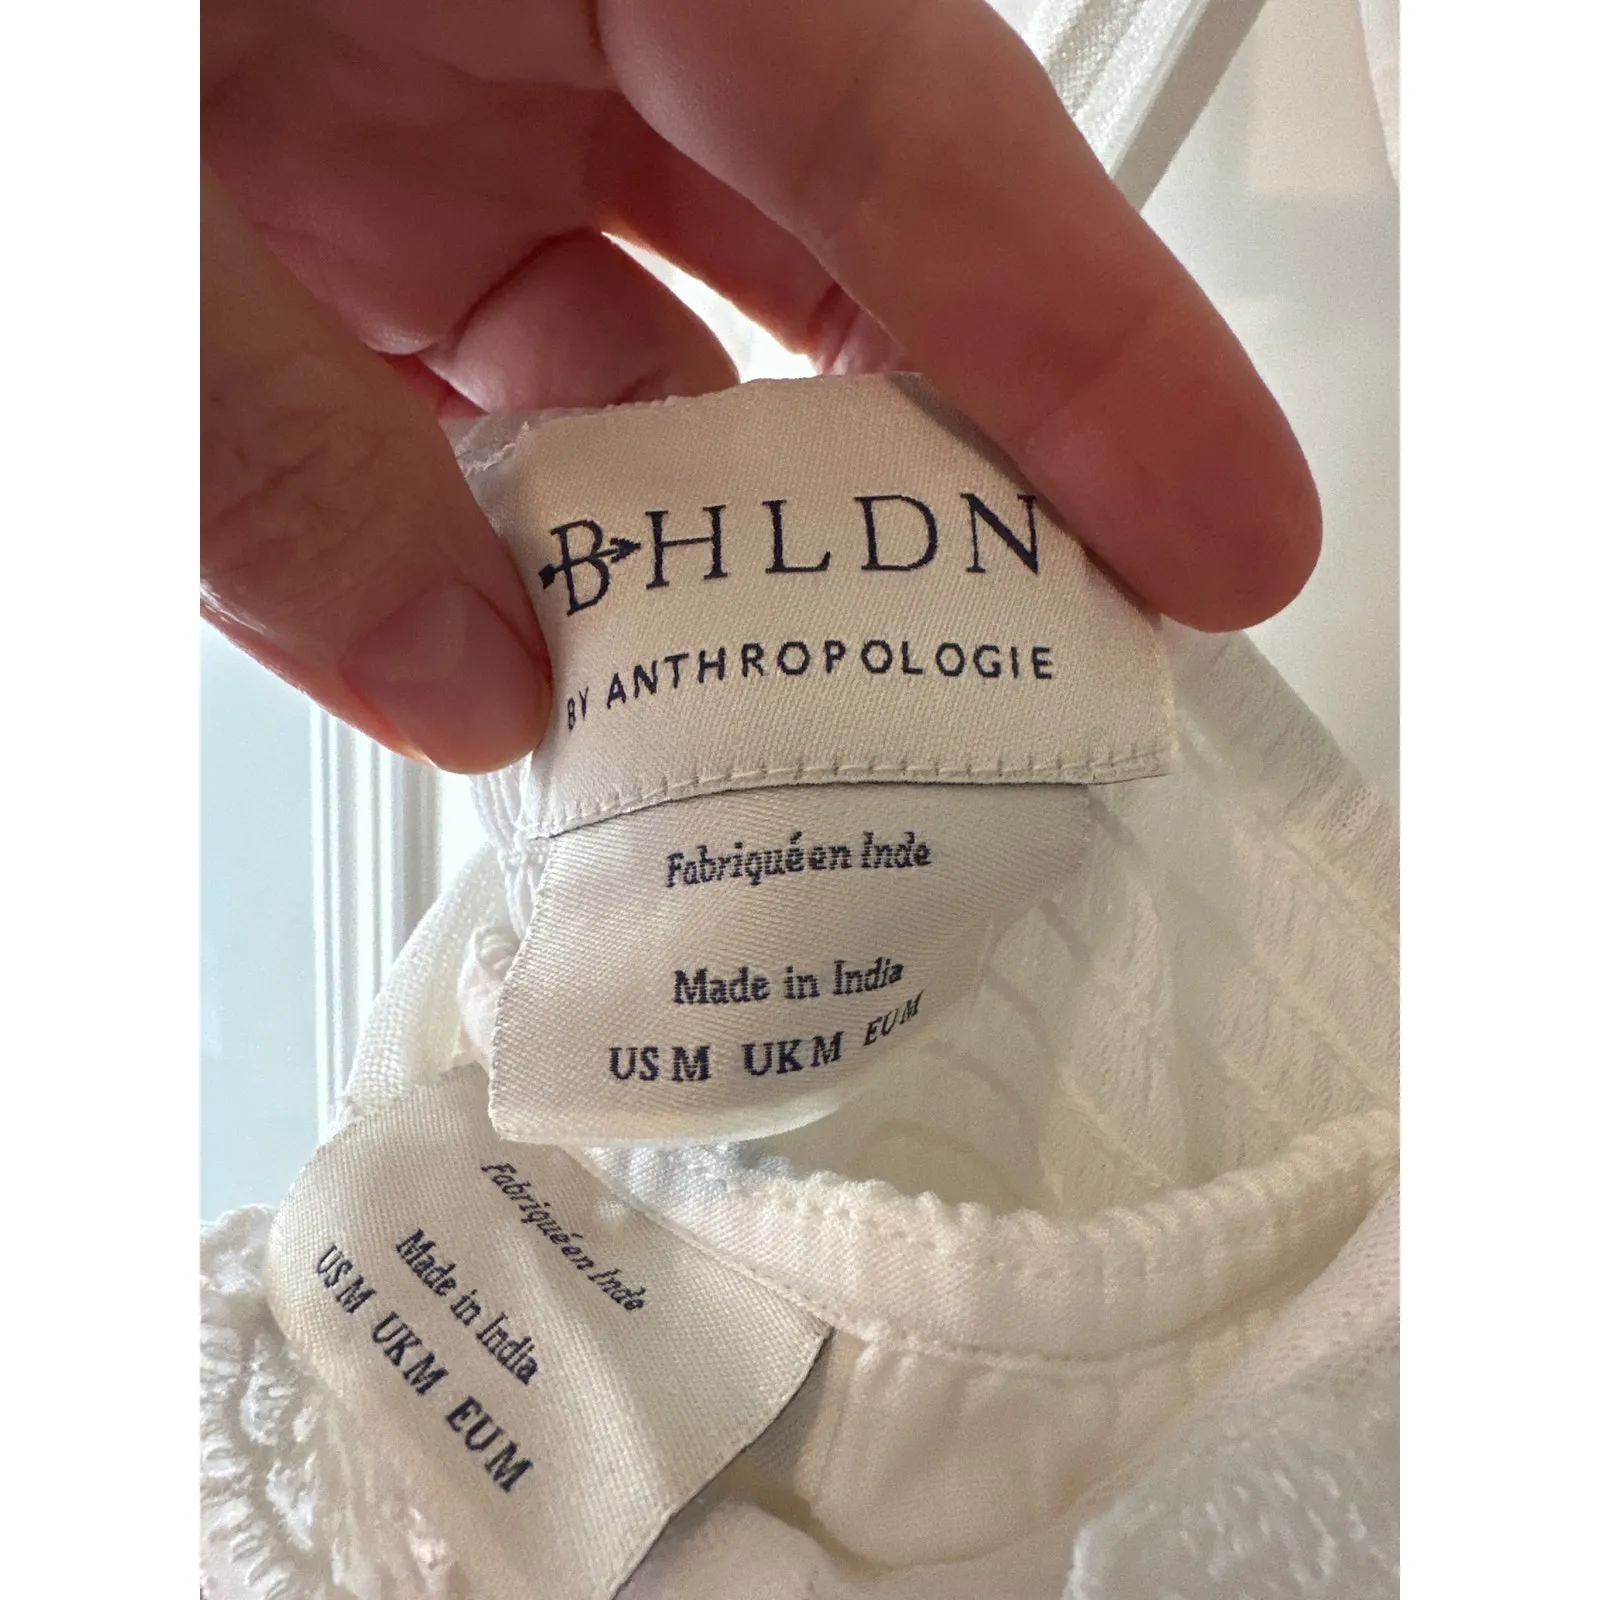 BHLDN
BY ANTHROPOLOGIE
Fabriqué en Inde
Made in India
US M UK M EU M
Fabriqué en Inde
Made in India
US M UK M EU M